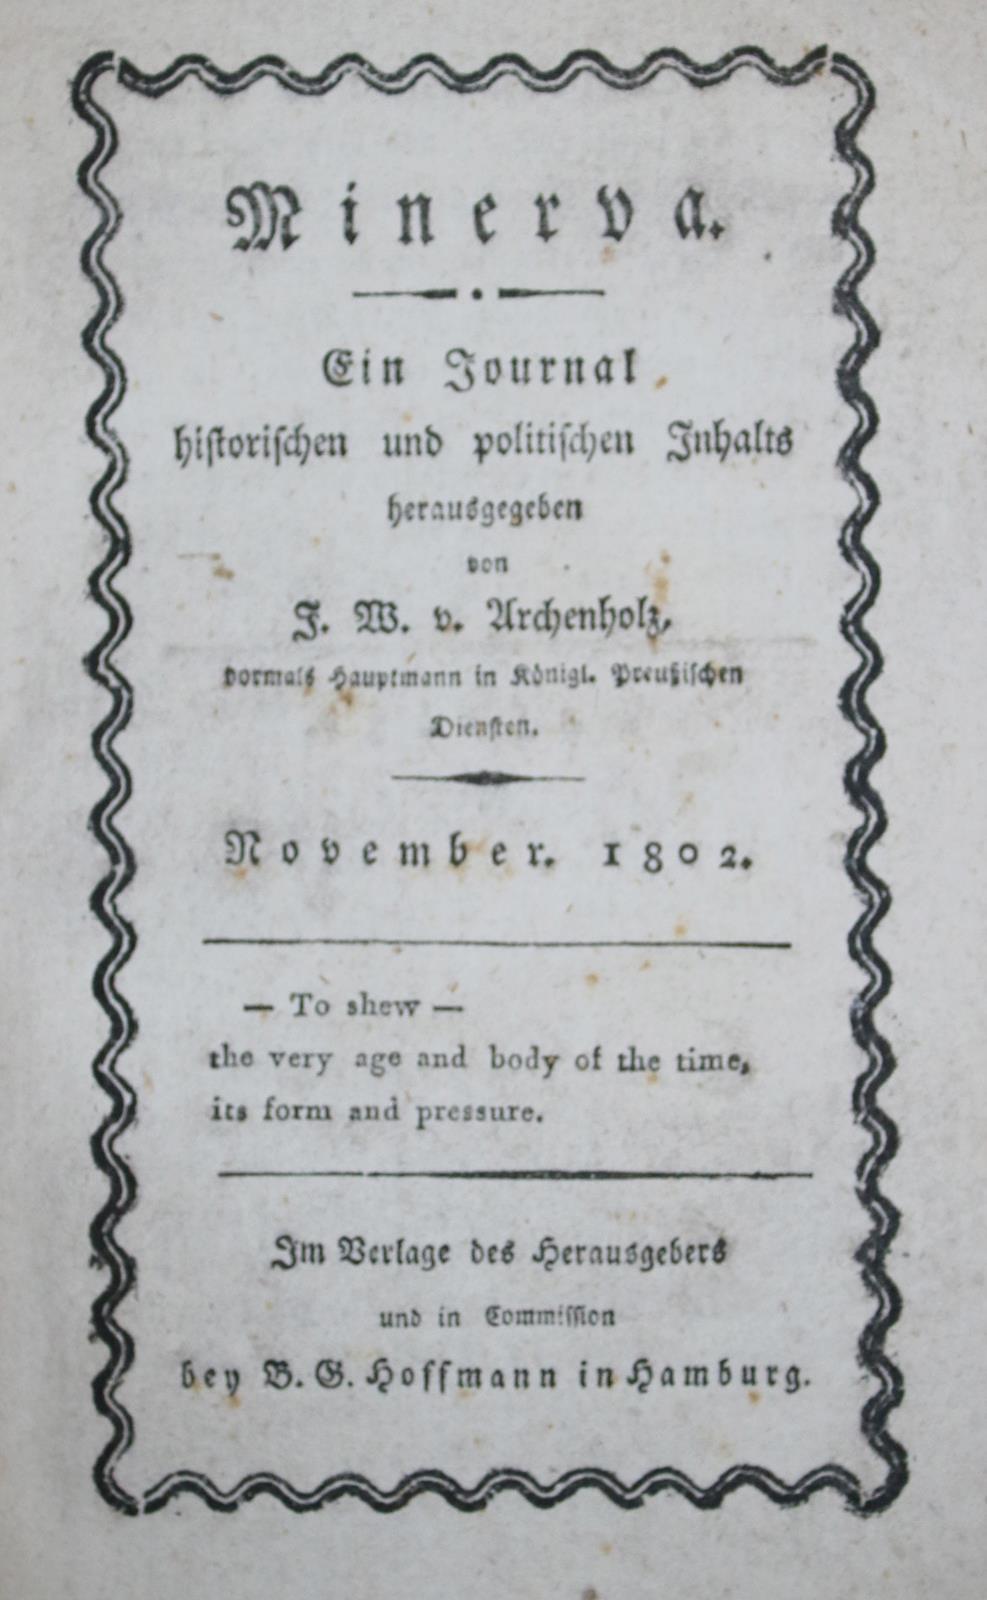 Minerva.
Ein Journal
historischen und politischen Inhalts
herausgegeben
von
J. W. v. Archenholz,
vormals Hauptmann in Königl. Preußischen
Diensten.
November. 1802.
— To shew —
the very age and body of the time,
its form and pressure.
Im Verlage des Herausgebers
und in Commission
bey B. G. Hoffmann in Hamburg.